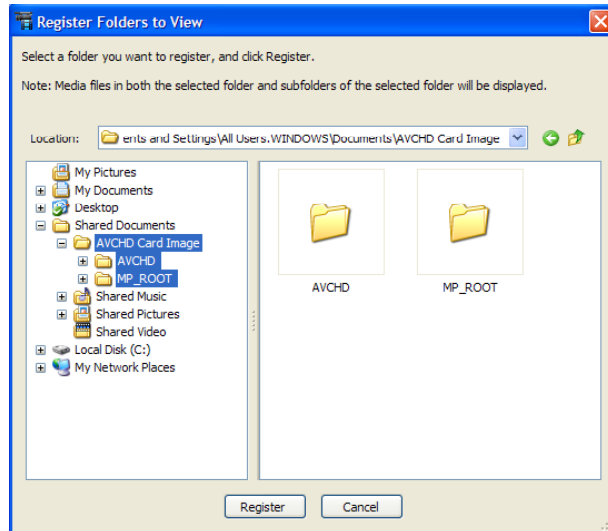 Register Folders to View
Select a folder you want to register, and click Register.
Note: Media files in both the selected folder and subfolders of the selected folder will be displayed.
Location: ents and Settings\All Users.WINDOWS\Documents\AVCHD Card Image
My Pictures
My Documents
Desktop
Shared Documents
AVCHD Card Image
AVCHD
MP_ROOT
Shared Music
Shared Pictures
Shared Video
Local Disk (C:)
My Network Places
AVCHD MP_ROOT
Register Cancel